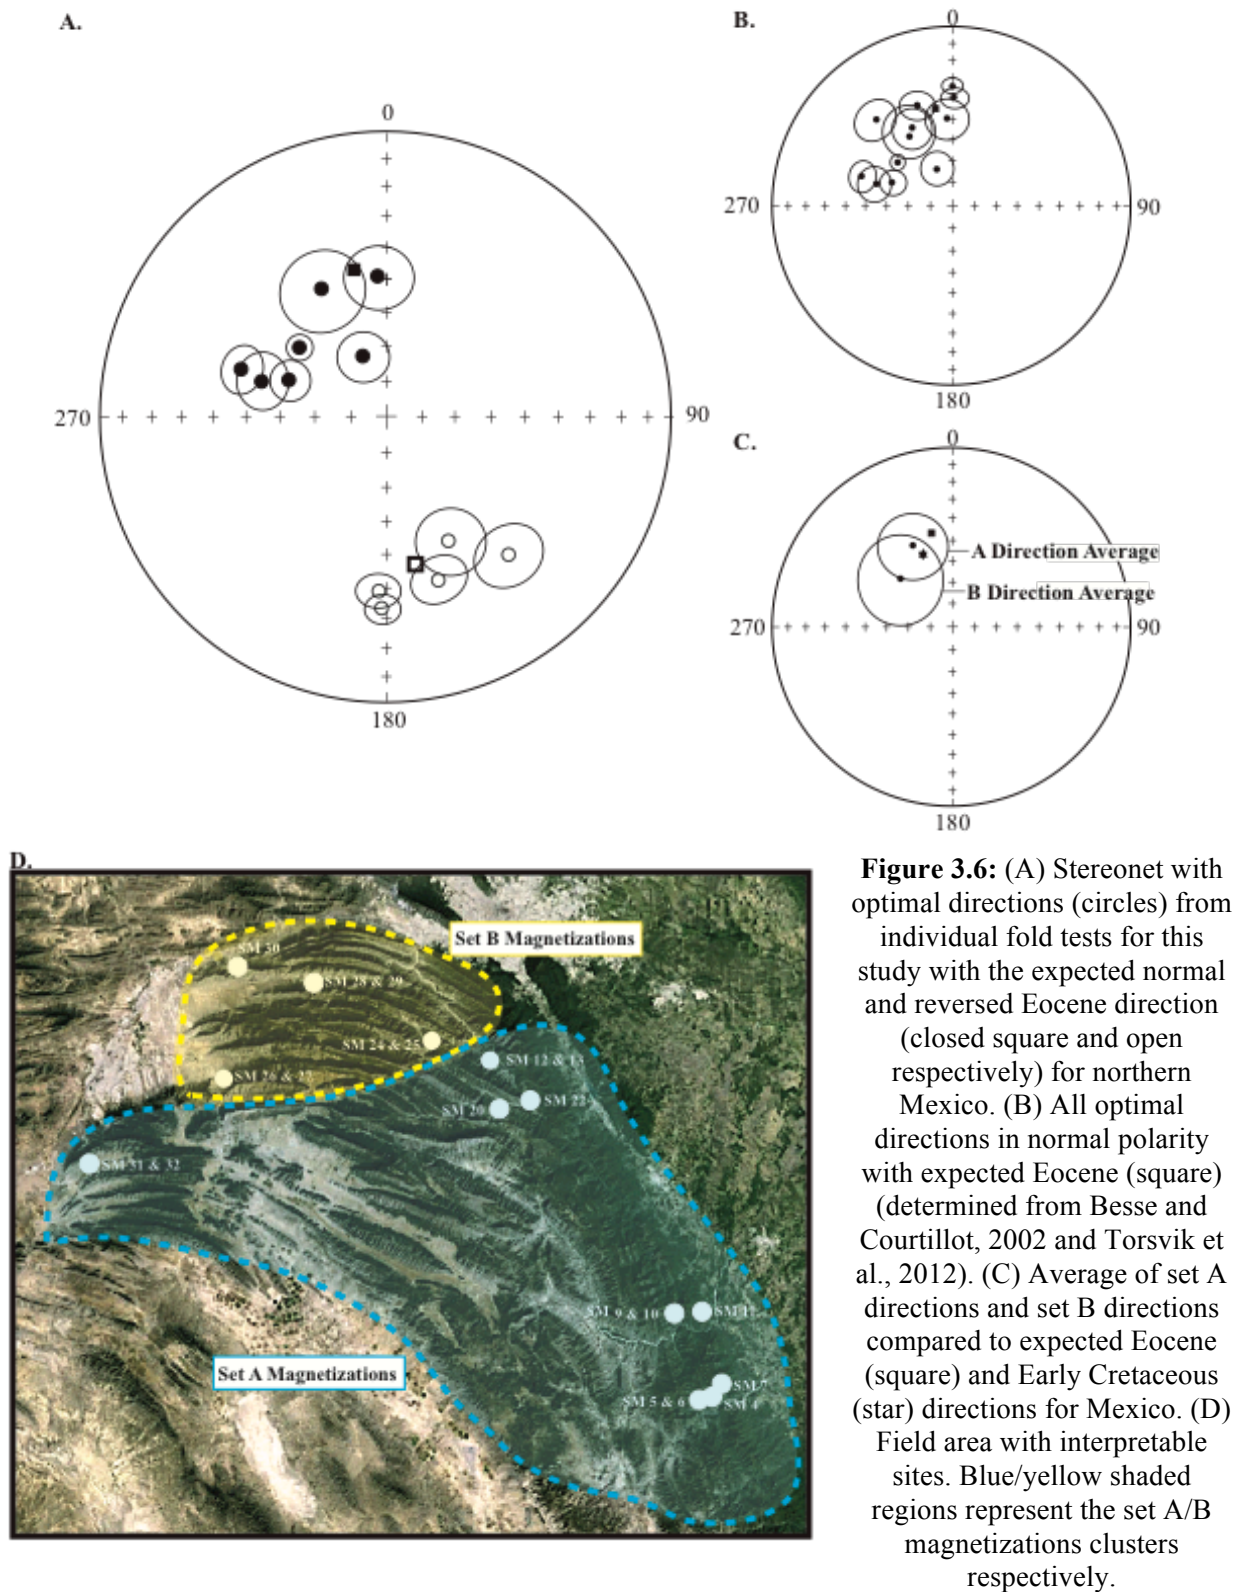 A.
0
270
90
180
B.
0
270
90
180
C.
0
A Direction Average
B Direction Average
270
90
180
D.
Set B Magnetizations
SM 30
SM 28 & 29
SM 24 & 25
SM 26 & 27
SM 12 & 13
SM 22
SM 20
SM 31 & 32
SM 9 & 10
SM 1
Set A Magnetizations
SM 7
SM 5 & 6
SM 4
Figure 3.6: (A) Stereonet with
optimal directions (circles) from
individual fold tests for this
study with the expected normal
and reversed Eocene direction
(closed square and open
respectively) for northern
Mexico. (B) All optimal
directions in normal polarity
with expected Eocene (square)
(determined from Besse and
Courtillot, 2002 and Torsvik et
al., 2012). (C) Average of set A
directions and set B directions
compared to expected Eocene
(square) and Early Cretaceous
(star) directions for Mexico. (D)
Field area with interpretable
sites. Blue/yellow shaded
regions represent the set A/B
magnetizations clusters
respectively.